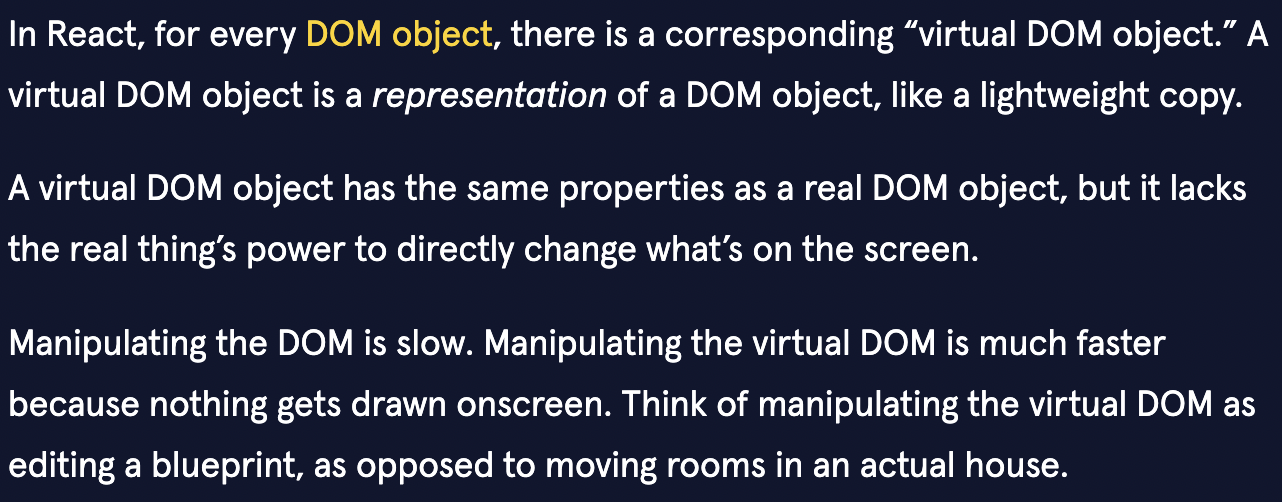 In React, for every DOM object, there is a corresponding “virtual DOM object.” A
virtual DOM object is a representation of a DOM object, like a lightweight copy.
A virtual DOM object has the same properties as a real DOM object, but it lacks
the real thing’s power to directly change what’s on the screen.
Manipulating the DOM is slow. Manipulating the virtual DOM is much faster
because nothing gets drawn onscreen. Think of manipulating the virtual DOM as
editing a blueprint, as opposed to moving rooms in an actual house.